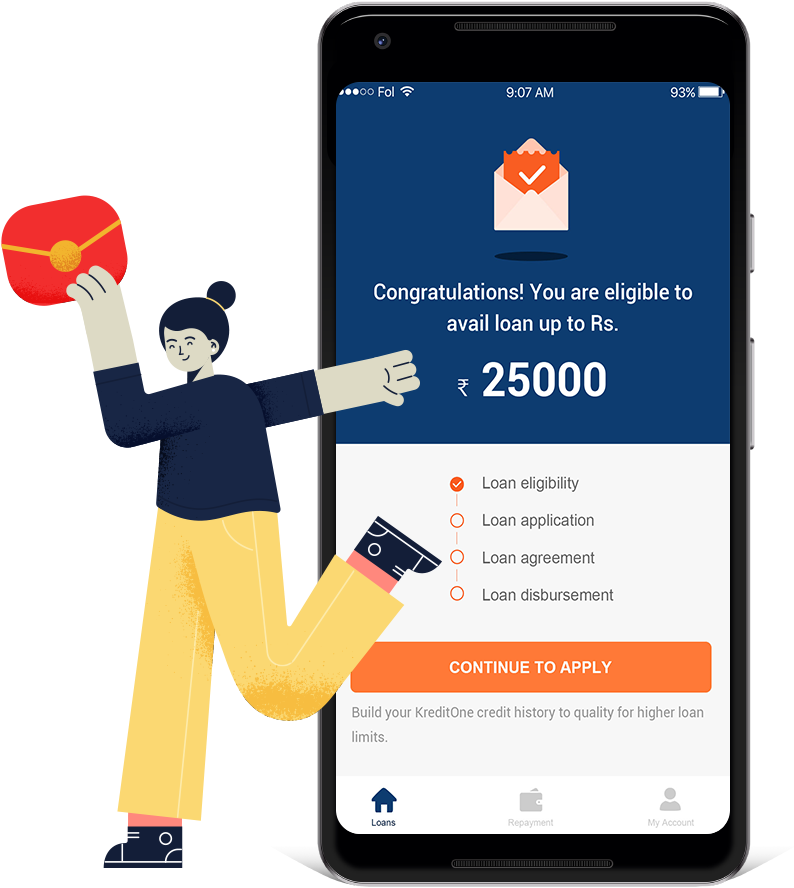 Fol 9:07 AM 93%
Congratulations! You are eligible to
avail loan up to Rs.
₹ 25000
Loan eligibility
Loan application
Loan agreement
Loan disbursement
CONTINUE TO APPLY
Build your KreditOne credit history to quality for higher loan
limits.
Loans Repayment My Account